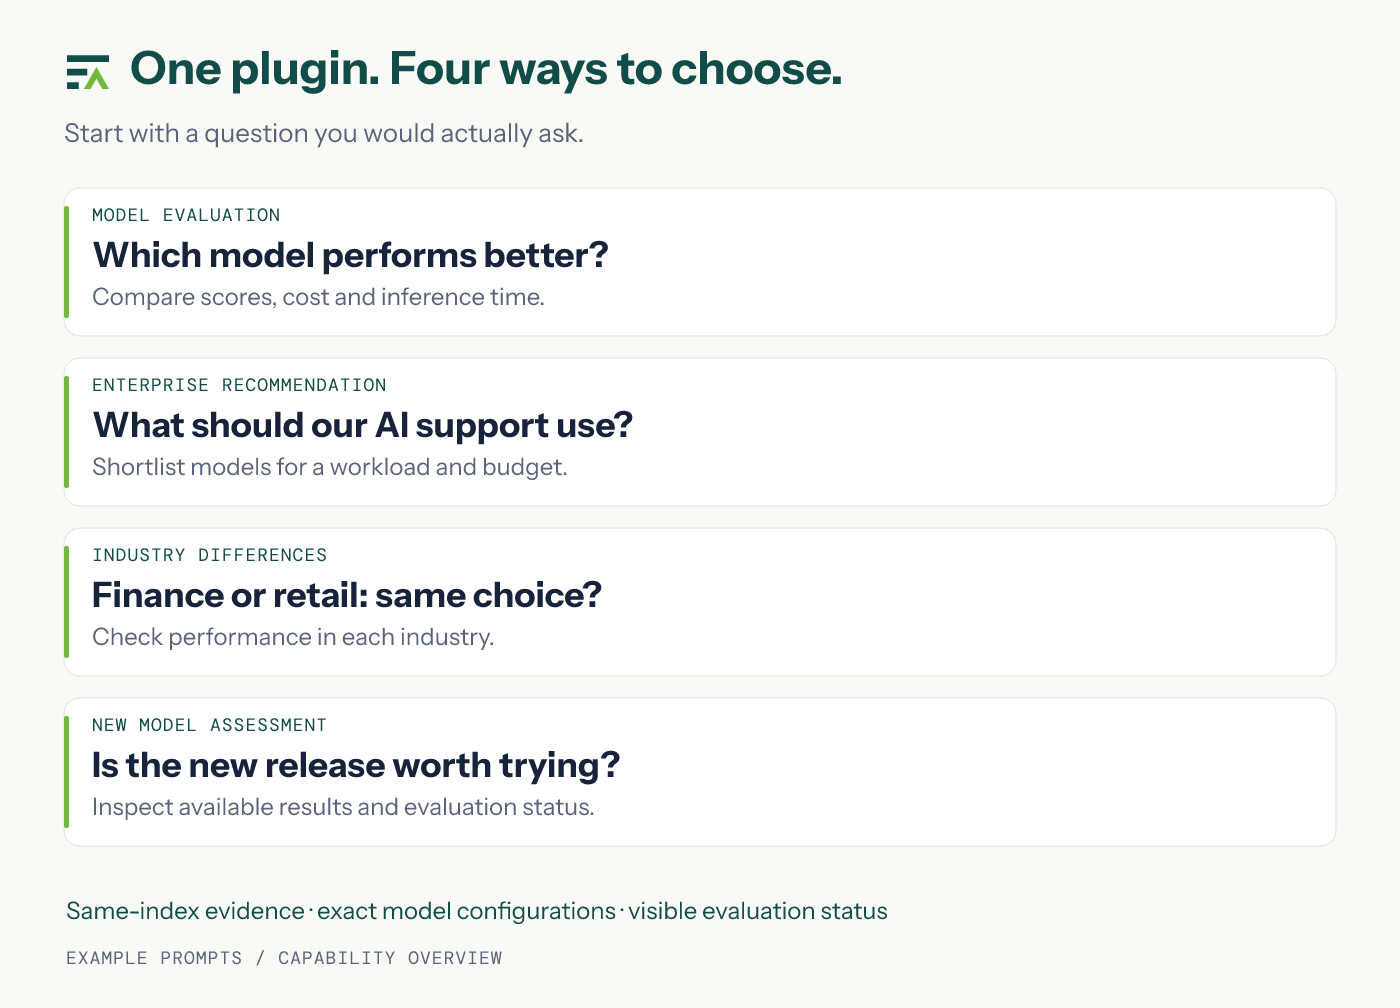 One plugin. Four ways to choose.
Start with a question you would actually ask.
MODEL EVALUATION
Which model performs better?
Compare scores, cost and inference time.
ENTERPRISE RECOMMENDATION
What should our AI support use?
Shortlist models for a workload and budget.
INDUSTRY DIFFERENCES
Finance or retail: same choice?
Check performance in each industry.
NEW MODEL ASSESSMENT
Is the new release worth trying?
Inspect available results and evaluation status.
Same-index evidence · exact model configurations · visible evaluation status
EXAMPLE PROMPTS / CAPABILITY OVERVIEW